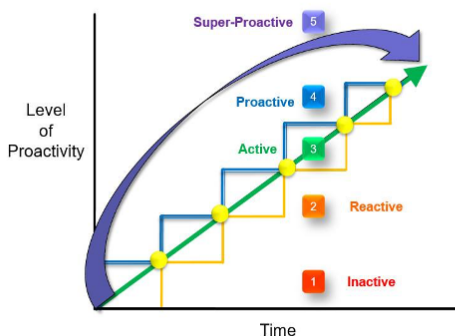 Super-Proactive 5
Level
of
Proactivity
Proactive 4
Active 3
2 Reactive
1 Inactive
Time